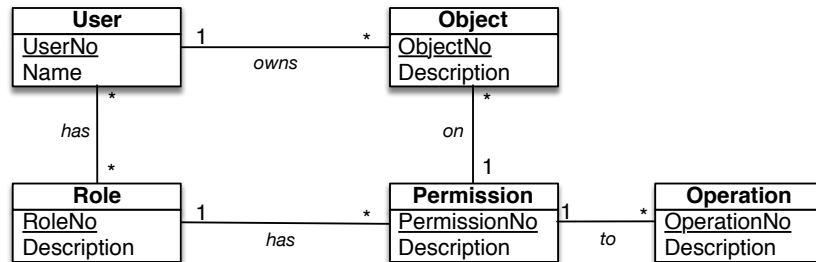 User
UserNo
Name
1
*
owns
Object
ObjectNo
Description
*
has
*
*
on
1
Role
RoleNo
Description
1
*
has
Permission
PermissionNo
Description
1
*
to
Operation
OperationNo
Description